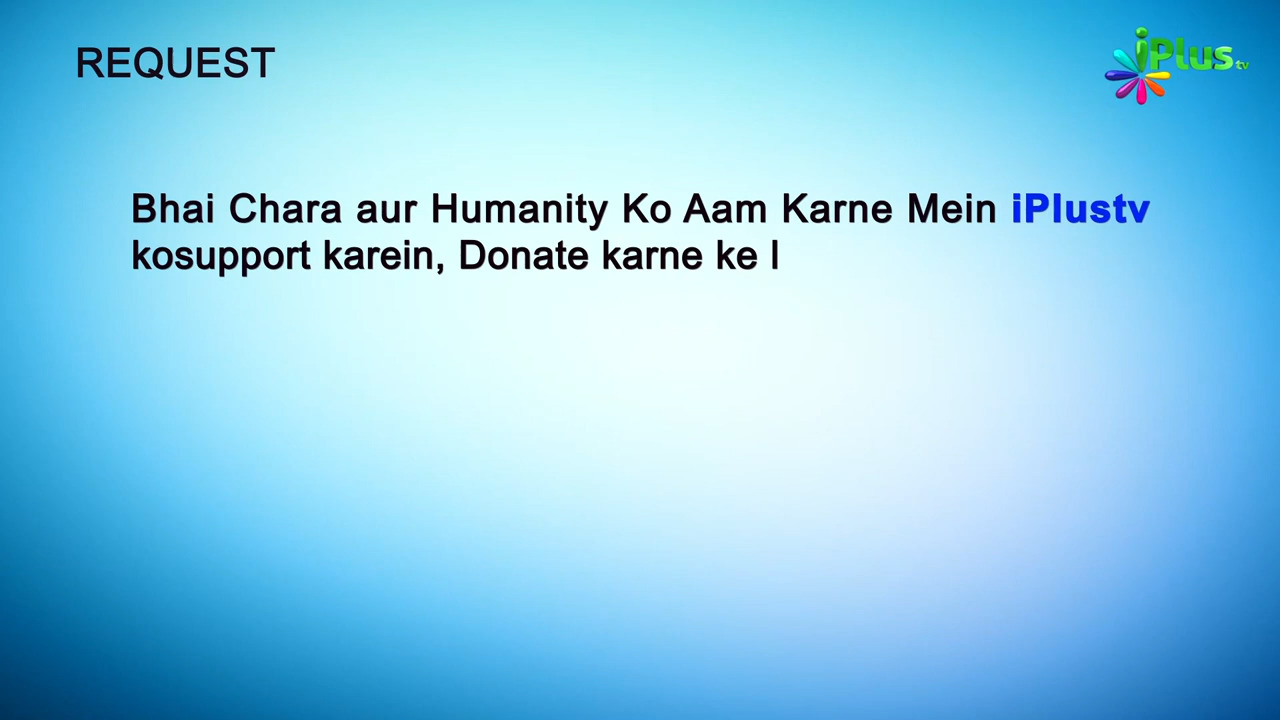 REQUEST
iPlus tv
Bhai Chara aur Humanity Ko Aam Karne Mein iPlustv
kosupport karein, Donate karne ke l